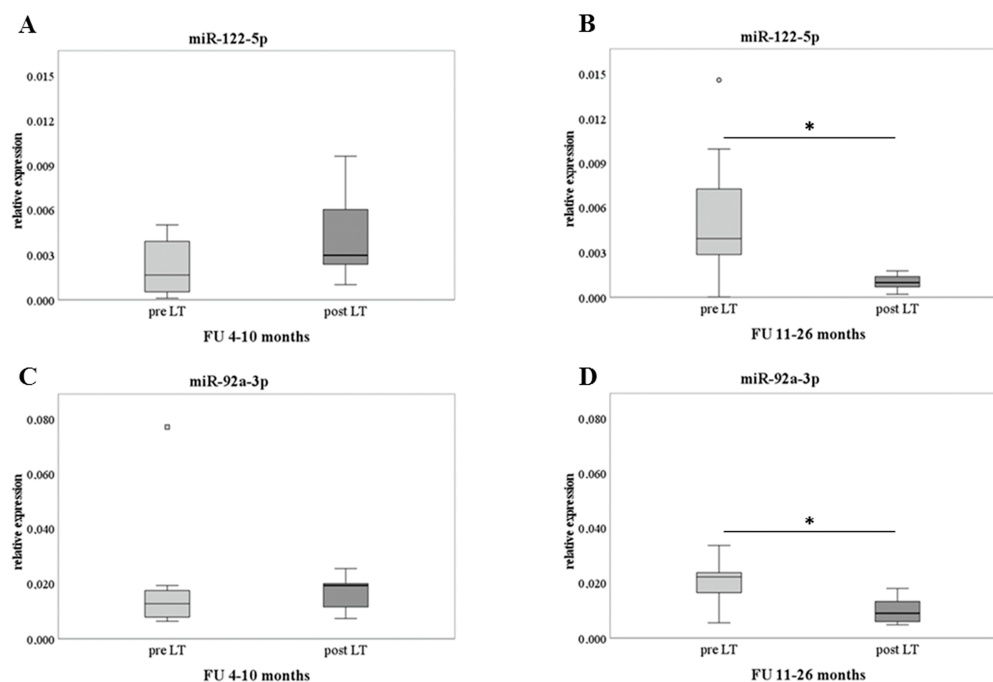 A
miR-122-5p
relative expression
0.015
0.012
0.009
0.006
0.003
0.000
pre LT
post LT
FU 4-10 months
B
miR-122-5p
relative expression
0.015
0.012
0.009
0.006
0.003
0.000
*
pre LT
post LT
FU 11-26 months
C
miR-92a-3p
relative expression
0.080
0.060
0.040
0.020
0.000
pre LT
post LT
FU 4-10 months
D
miR-92a-3p
relative expression
0.080
0.060
0.040
0.020
0.000
*
pre LT
post LT
FU 11-26 months